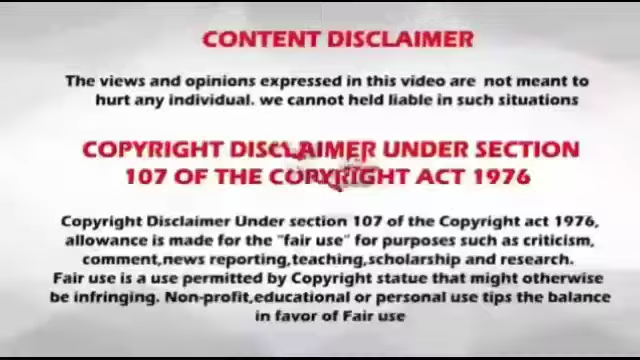 CONTENT DISCLAIMER
The views and opinions expressed in this video are not meant to
hurt any individual. we cannot held liable in such situations
COPYRIGHT DISCLAIMER UNDER SECTION
107 OF THE COPYRIGHT ACT 1976
Copyright Disclaimer Under section 107 of the Copyright act 1976,
allowance is made for the "fair use" for purposes such as criticism,
comment,news reporting,teaching,scholarship and research.
Fair use is a use permitted by Copyright statue that might otherwise
be infringing. Non-profit,educational or personal use tips the balance
in favor of Fair use